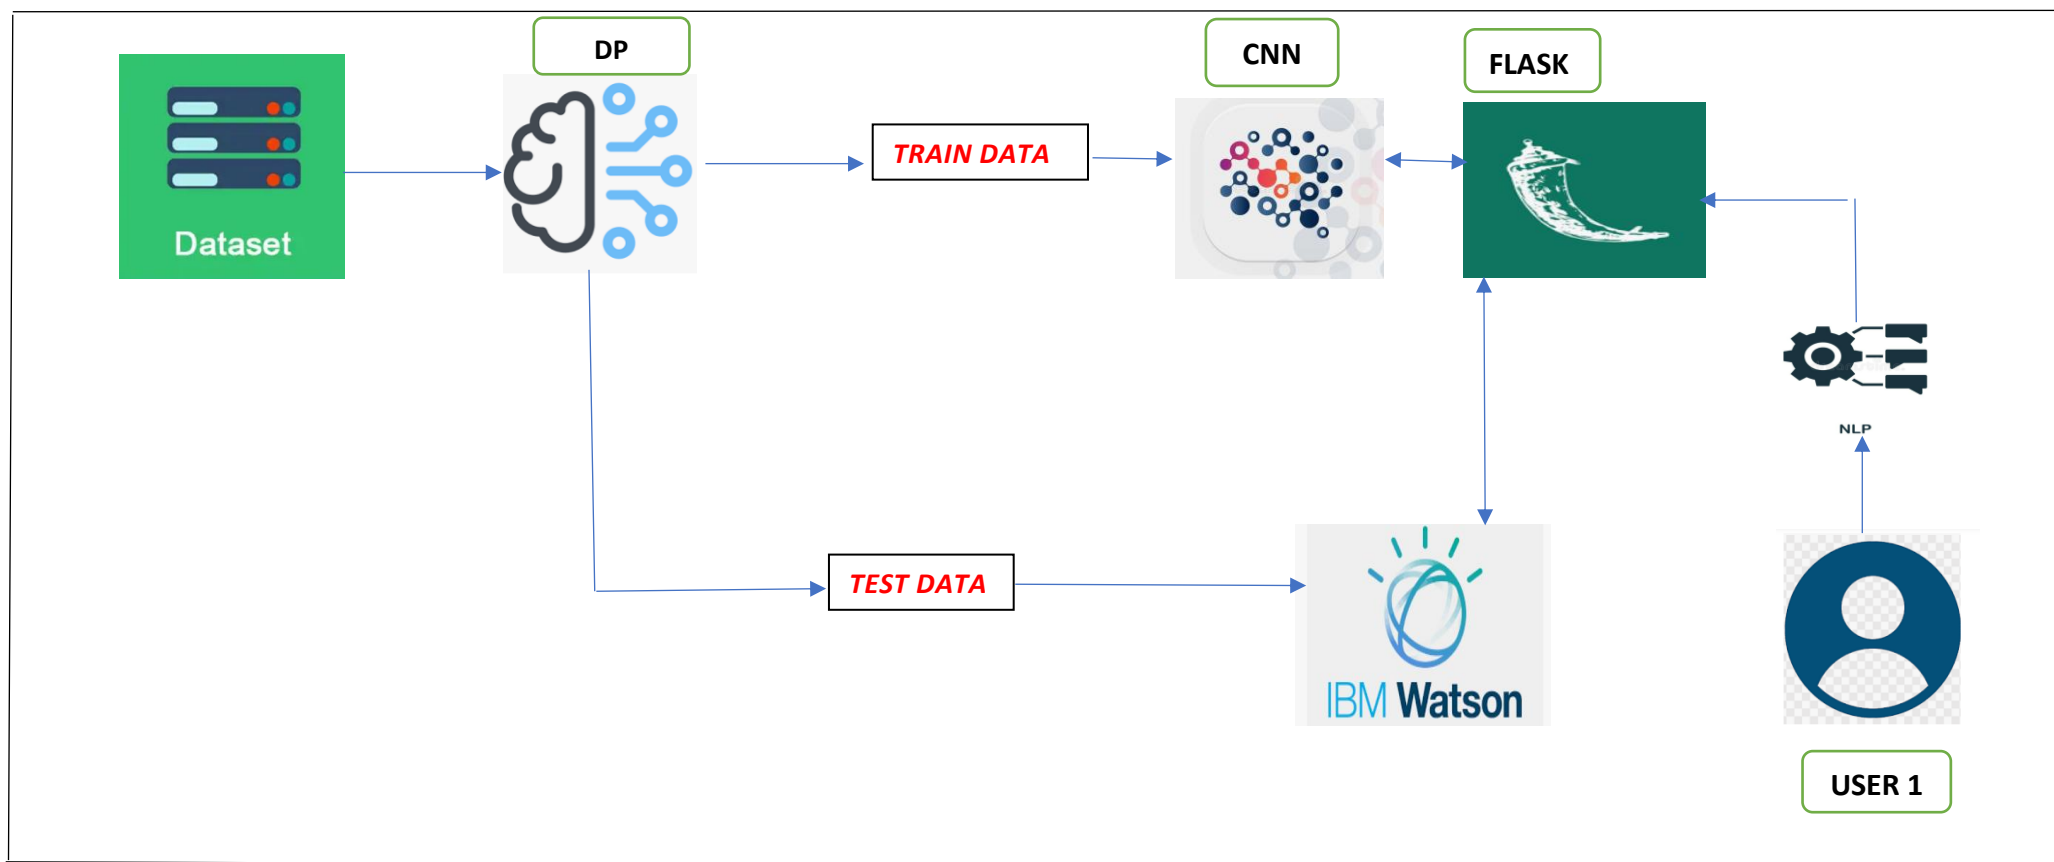 DP
CNN
FLASK
Dataset
TRAIN DATA
NLP
TEST DATA
IBM Watson
USER 1